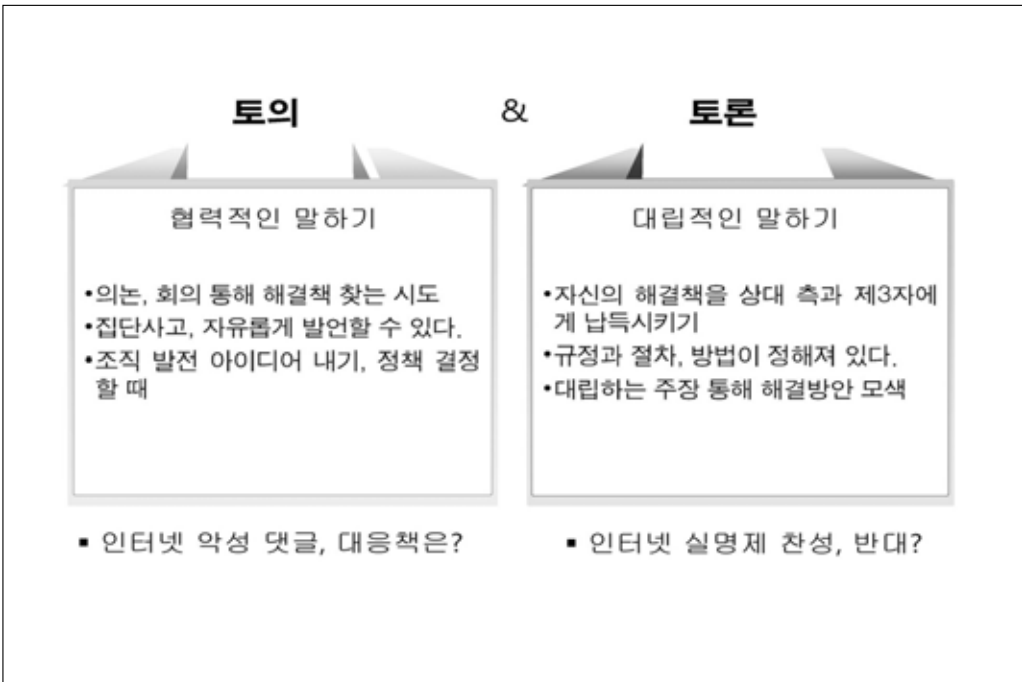 토의 & 토론
협력적인 말하기
•의논, 회의 통해 해결책 찾는 시도
•집단사고, 자유롭게 발언할 수 있다.
•조직 발전 아이디어 내기, 정책 결정
할 때
▪ 인터넷 악성 댓글, 대응책은?
대립적인 말하기
•자신의 해결책을 상대 측과 제3자에
게 납득시키기
•규정과 절차, 방법이 정해져 있다.
•대립하는 주장 통해 해결방안 모색
▪ 인터넷 실명제 찬성, 반대?